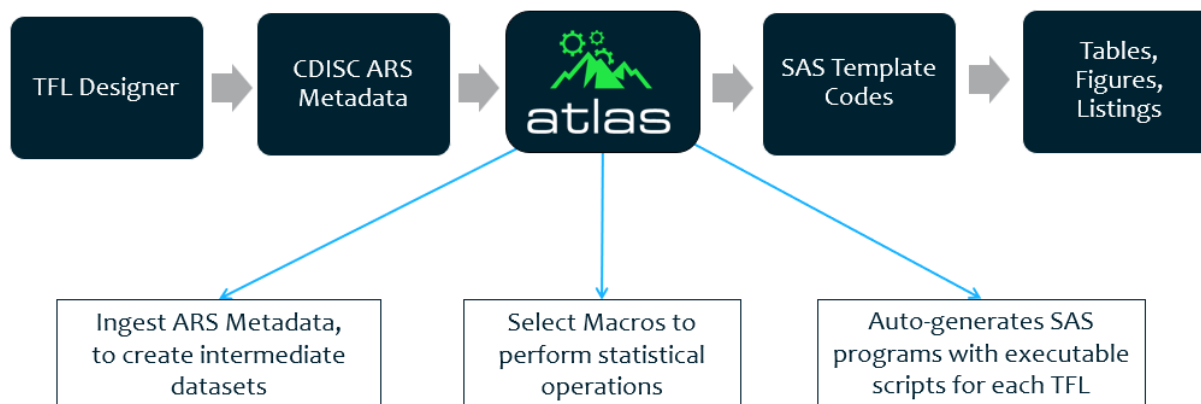 TFL Designer
CDISC ARS
Metadata
atlas
SAS Template
Codes
Tables,
Figures,
Listings
Ingest ARS Metadata,
to create intermediate
datasets
Select Macros to
perform statistical
operations
Auto-generates SAS
programs with executable
scripts for each TFL